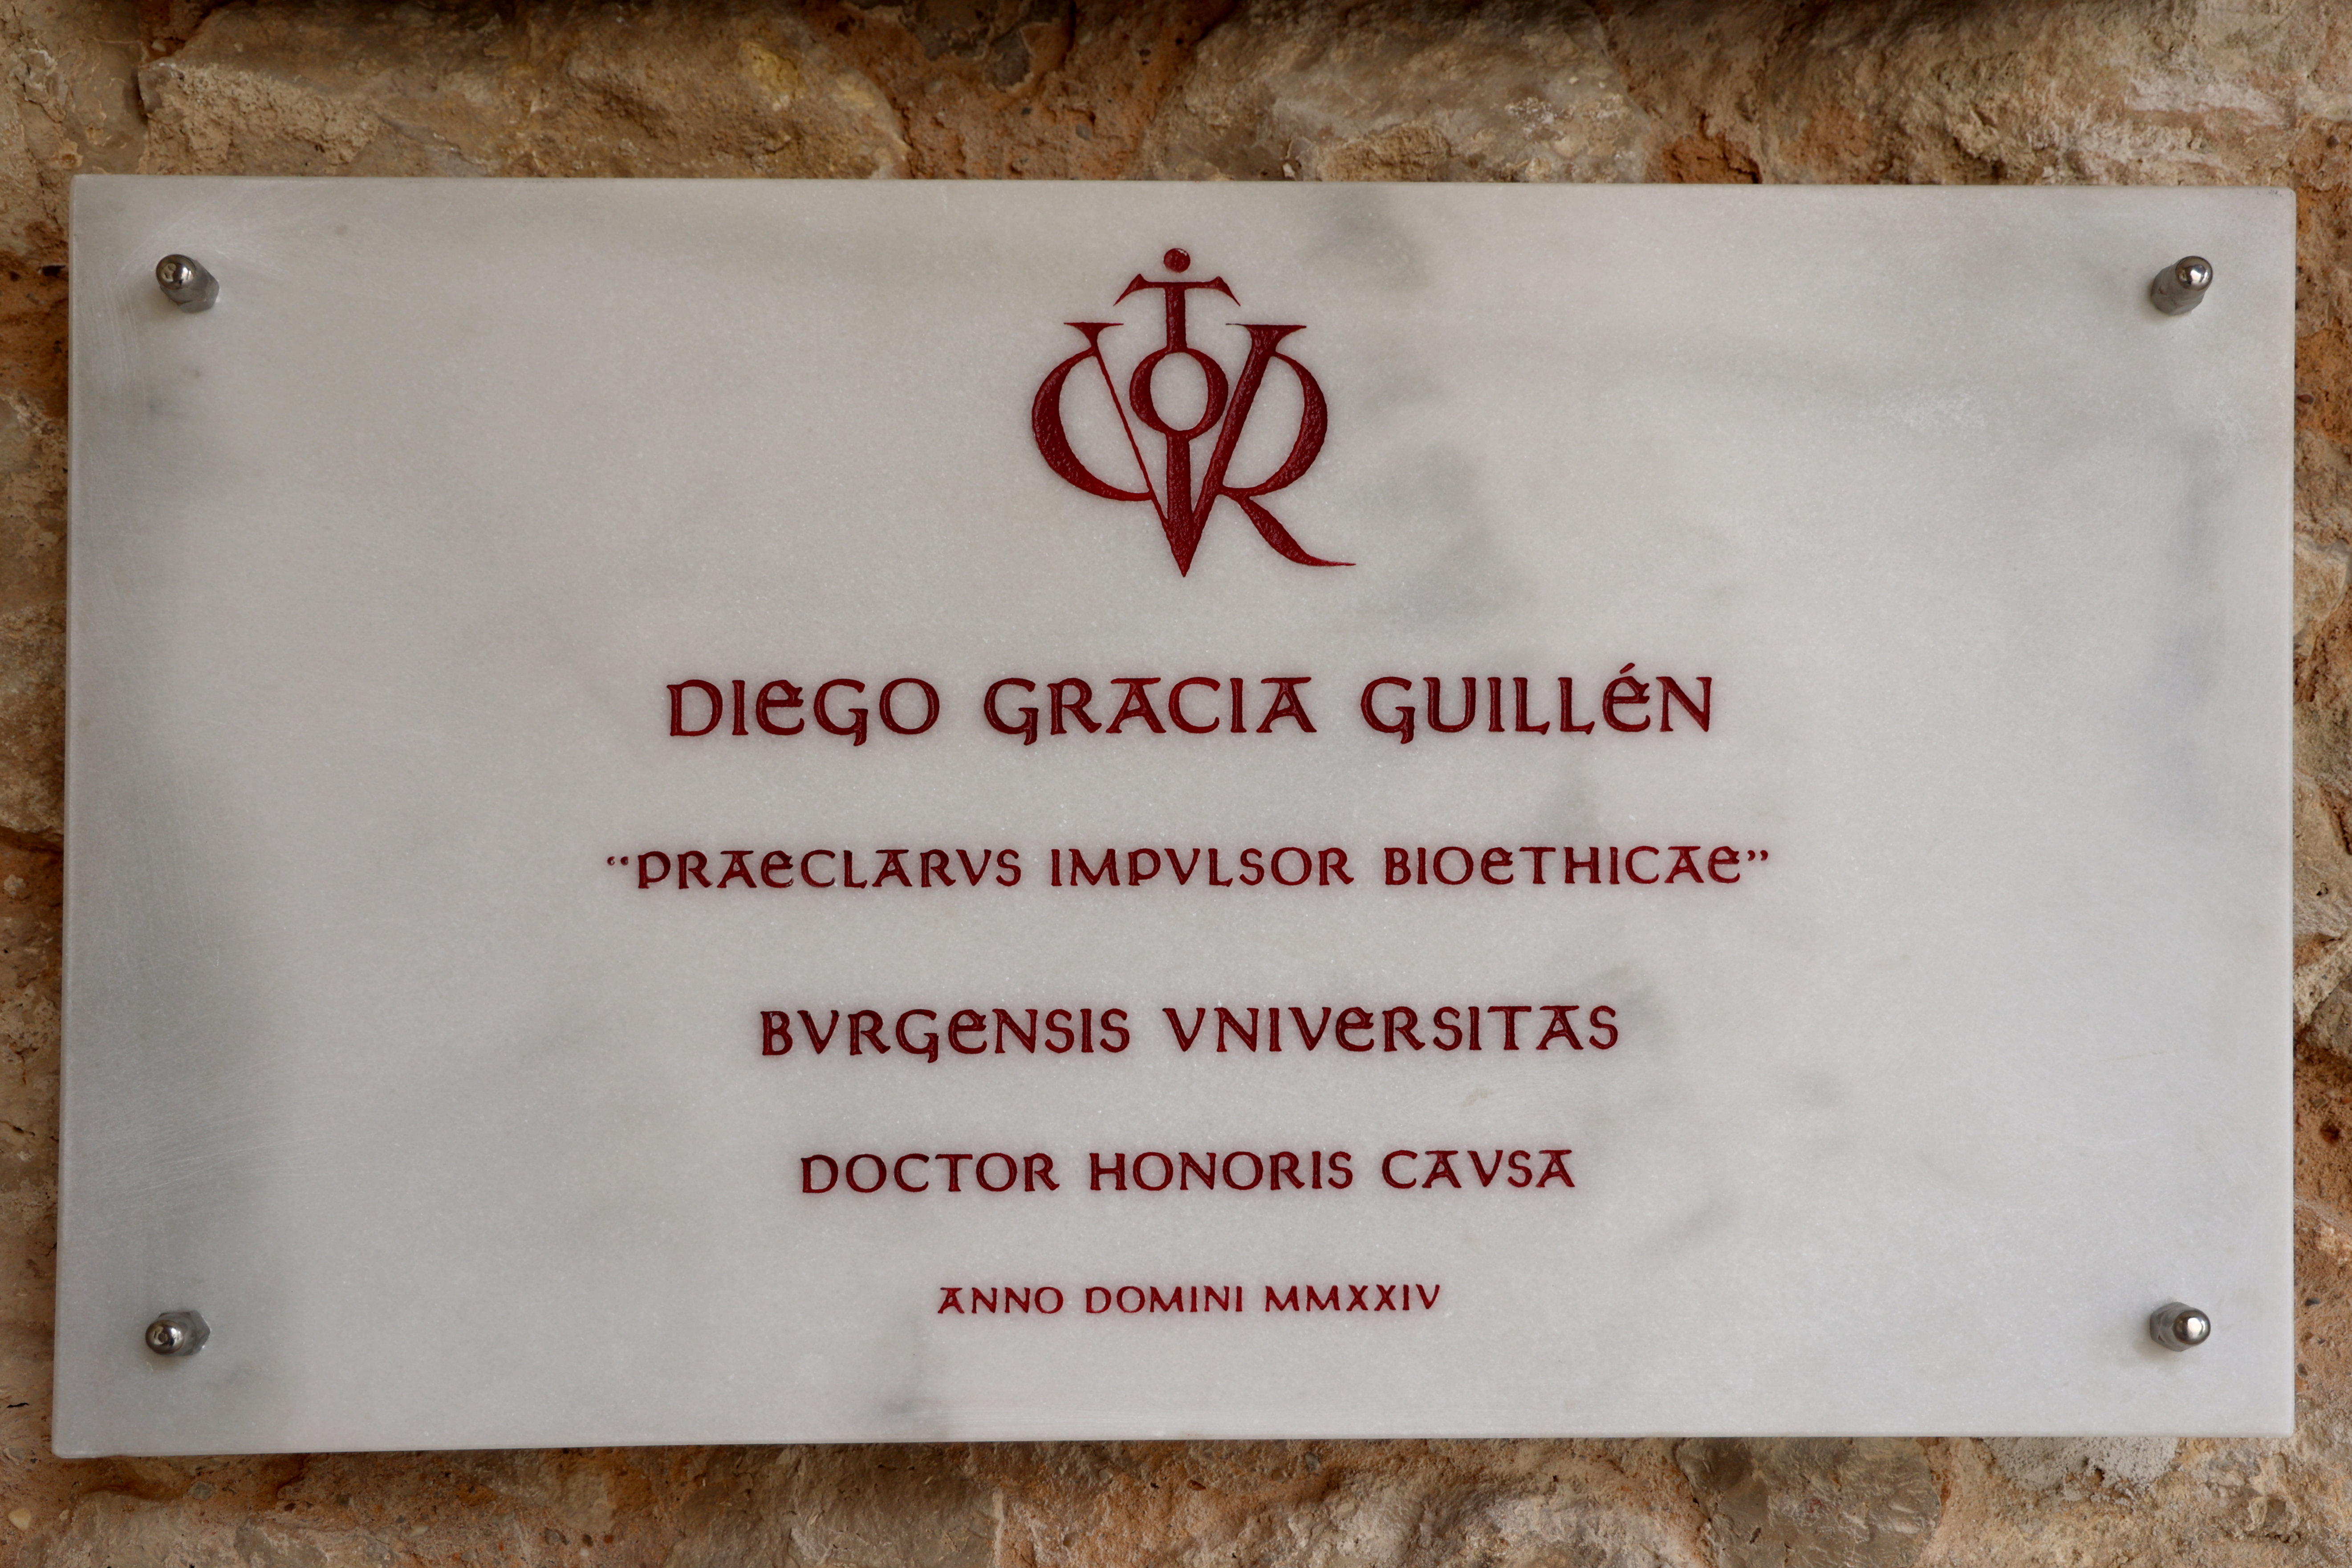 DIEGO GRACIA GUILLÉN
“PRAECLARVS IMPVLSOR BIOETHICAE”
BVRGENSIS VNIVERSITAS
DOCTOR HONORIS CAVSA
ANNO DOMINI MMXXIV